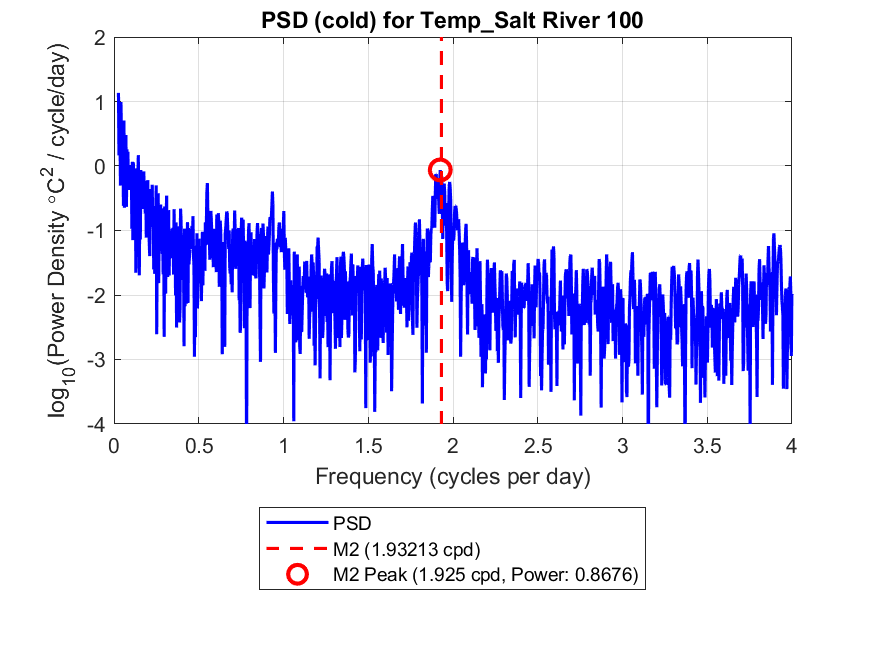 PSD (cold) for Temp_Salt River 100
log10(Power Density °C2 / cycle/day)
2
1
0
-1
-2
-3
-4
0 0.5 1 1.5 2 2.5 3 3.5 4
Frequency (cycles per day)
PSD
M2 (1.93213 cpd)
M2 Peak (1.925 cpd, Power: 0.8676)